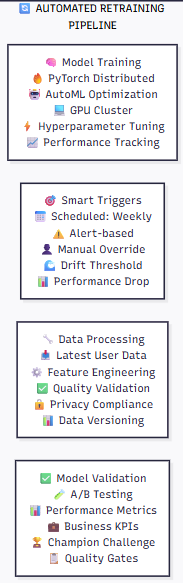 🔄 AUTOMATED RETRAINING
PIPELINE
🧠 Model Training
🔥 PyTorch Distributed
🤖 AutoML Optimization
💻 GPU Cluster
⚡ Hyperparameter Tuning
📈 Performance Tracking
🎯 Smart Triggers
📅 Scheduled: Weekly
⚠️ Alert-based
👤 Manual Override
🌊 Drift Threshold
📊 Performance Drop
🔧 Data Processing
📥 Latest User Data
⚙️ Feature Engineering
✅ Quality Validation
🔒 Privacy Compliance
📊 Data Versioning
✅ Model Validation
🧪 A/B Testing
📊 Performance Metrics
💼 Business KPIs
🏆 Champion Challenge
📋 Quality Gates